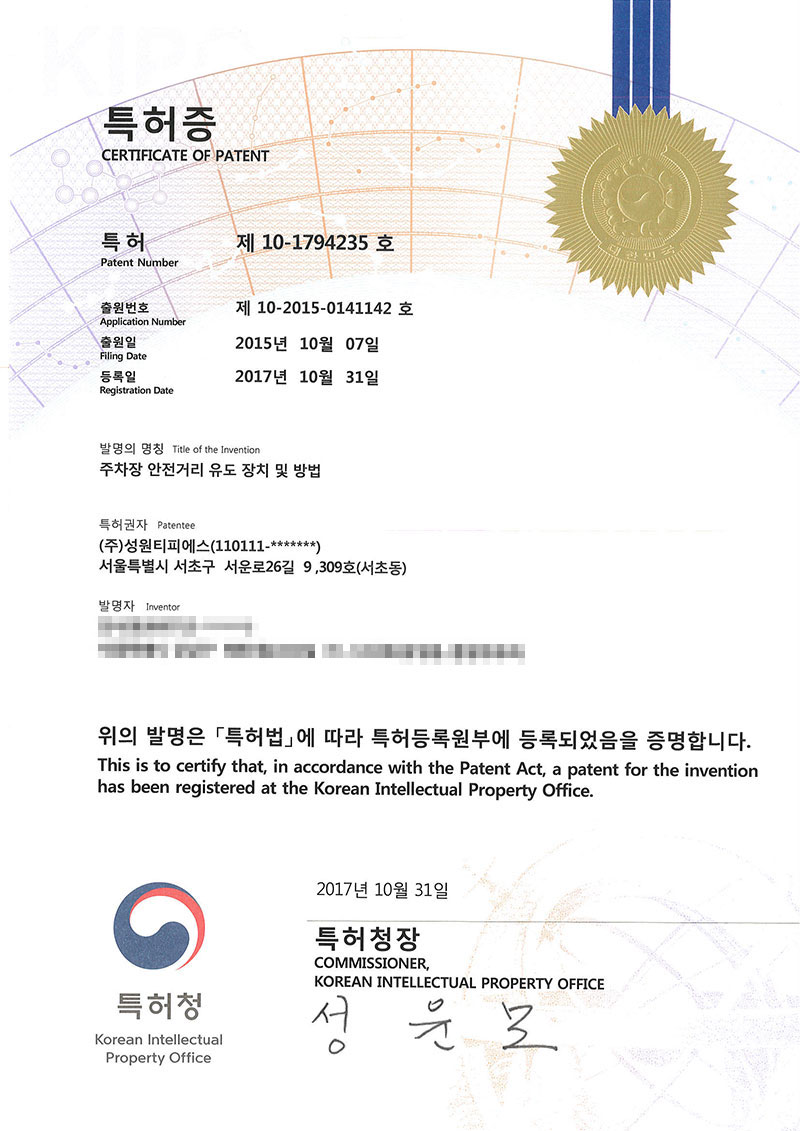 특허증
CERTIFICATE OF PATENT
특 허 제 10-1794235 호
Patent Number
출원번호 제 10-2015-0141142 호
Application Number
출원일 2015년 10월 07일
Filing Date
등록일 2017년 10월 31일
Registration Date
발명의 명칭 Title of the Invention
주차장 안전거리 유도 장치 및 방법
특허권자 Patentee
(주)성원티피에스(110111-*******)
서울특별시 서초구 서운로26길 9 ,309호(서초동)
발명자 Inventor
위의 발명은 「특허법」에 따라 특허등록원부에 등록되었음을 증명합니다.
This is to certify that, in accordance with the Patent Act, a patent for the invention
has been registered at the Korean Intellectual Property Office.
2017년 10월 31일
특허청장
COMMISSIONER,
KOREAN INTELLECTUAL PROPERTY OFFICE
성 윤 모
특허청
Korean Intellectual
Property Office
대한민국